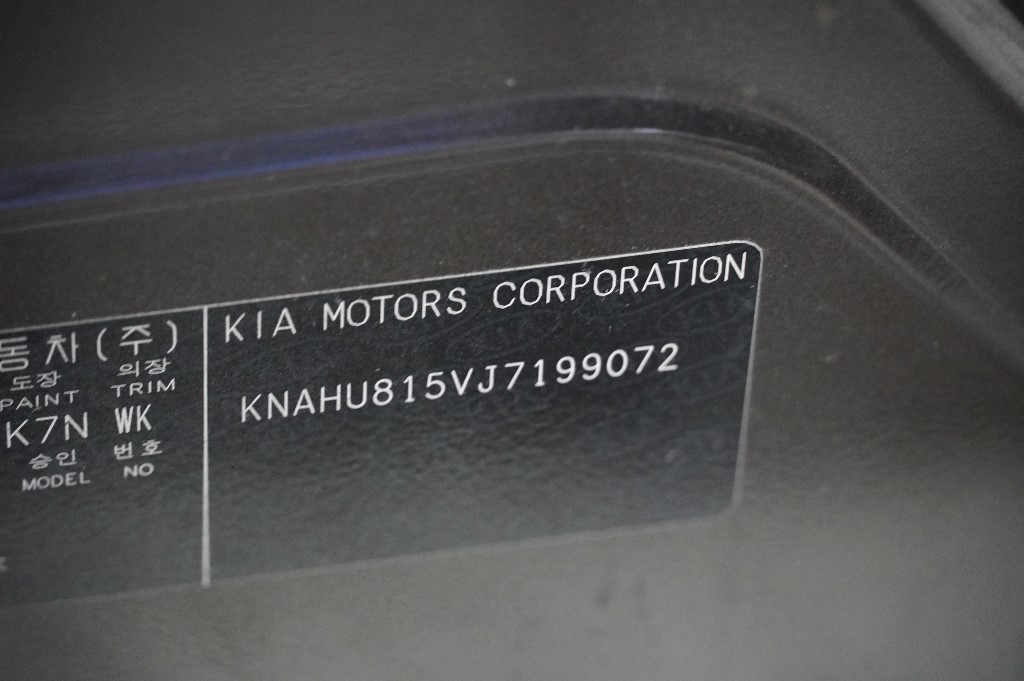 동차(주)
도장 의장
PAINT TRIM
K7N WK
승인 번호
MODEL NO
KIA MOTORS CORPORATION
KNAHU815VJ7199072